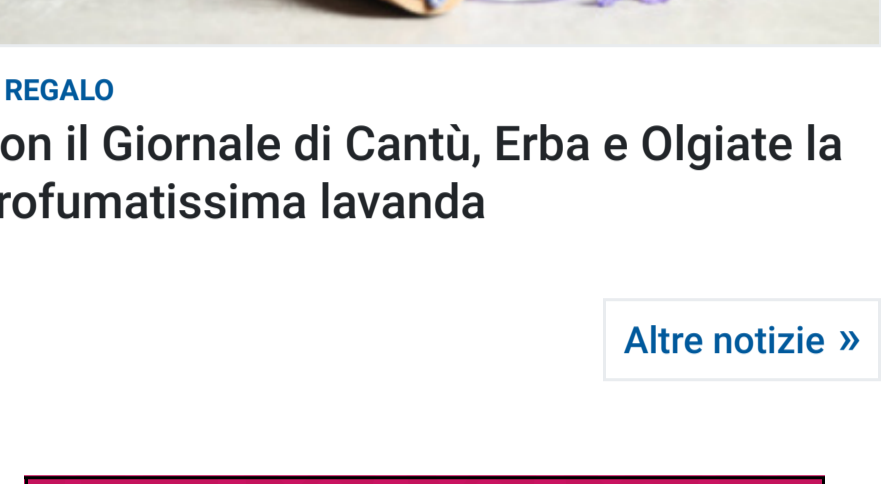 REGALO
on il Giornale di Cantù, Erba e Olgiate la
rofumatissima lavanda
Altre notizie »